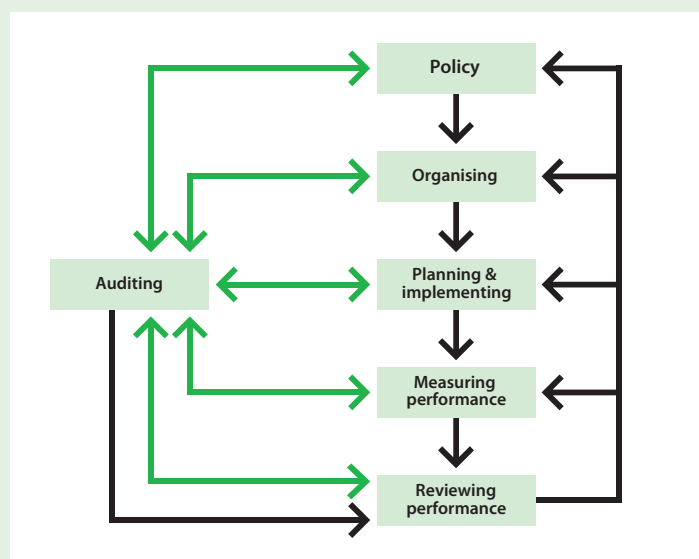 Policy
Organising
Auditing
Planning &
implementing
Measuring
performance
Reviewing
performance